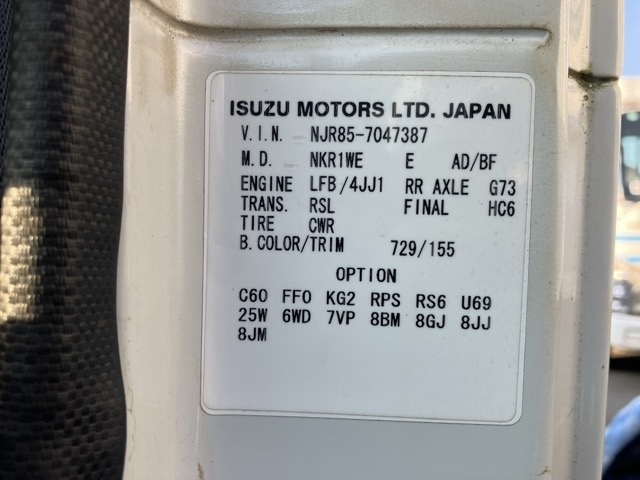 ISUZU MOTORS LTD. JAPAN
V.I.N. NJR85-7047387
M.D. NKR1WE E AD/BF
ENGINE LFB/4JJ1 RR AXLE G73
TRANS. RSL FINAL HC6
TIRE CWR
B.COLOR/TRIM 729/155
OPTION
C60 FF0 KG2 RPS RS6 U69
25W 6WD 7VP 8BM 8GJ 8JJ
8JM